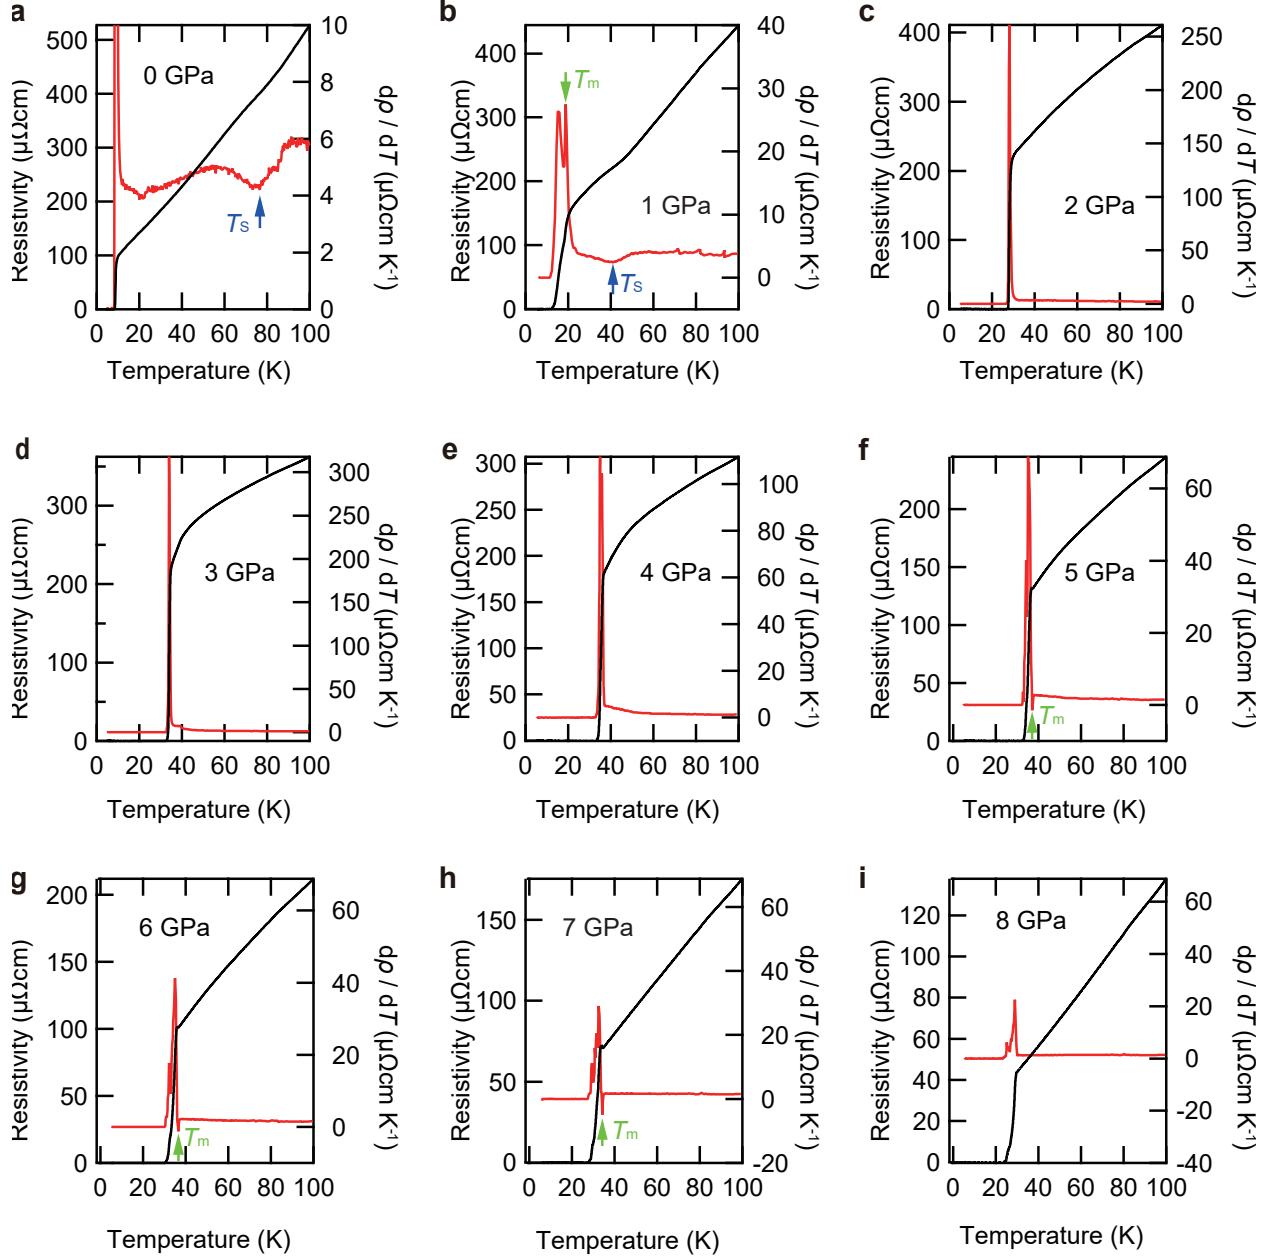 a
500
400
300
200
100
0
10
8
6
4
2
0
0 GPa
Ts
0 20 40 60 80 100
Temperature (K)
Resistivity (μΩcm)
dρ / dT (μΩcm K-1)
b
400
300
200
100
0
40
30
20
10
0
Tm
1 GPa
Ts
0 20 40 60 80 100
Temperature (K)
Resistivity (μΩcm)
dρ / dT (μΩcm K-1)
c
400
300
200
100
0
250
200
150
100
50
0
2 GPa
0 20 40 60 80 100
Temperature (K)
Resistivity (μΩcm)
dρ / dT (μΩcm K-1)
d
300
200
100
0
300
250
200
150
100
50
0
3 GPa
0 20 40 60 80 100
Temperature (K)
Resistivity (μΩcm)
dρ / dT (μΩcm K-1)
e
300
250
200
150
100
50
0
100
80
60
40
20
0
4 GPa
0 20 40 60 80 100
Temperature (K)
Resistivity (μΩcm)
dρ / dT (μΩcm K-1)
f
200
150
100
50
0
60
40
20
0
5 GPa
Tm
0 20 40 60 80 100
Temperature (K)
Resistivity (μΩcm)
dρ / dT (μΩcm K-1)
g
200
150
100
50
0
60
40
20
0
6 GPa
Tm
0 20 40 60 80 100
Temperature (K)
Resistivity (μΩcm)
dρ / dT (μΩcm K-1)
h
150
100
50
0
60
40
20
0
-20
7 GPa
Tm
0 20 40 60 80 100
Temperature (K)
Resistivity (μΩcm)
dρ / dT (μΩcm K-1)
i
120
100
80
60
40
20
0
60
40
20
0
-20
-40
8 GPa
0 20 40 60 80 100
Temperature (K)
Resistivity (μΩcm)
dρ / dT (μΩcm K-1)